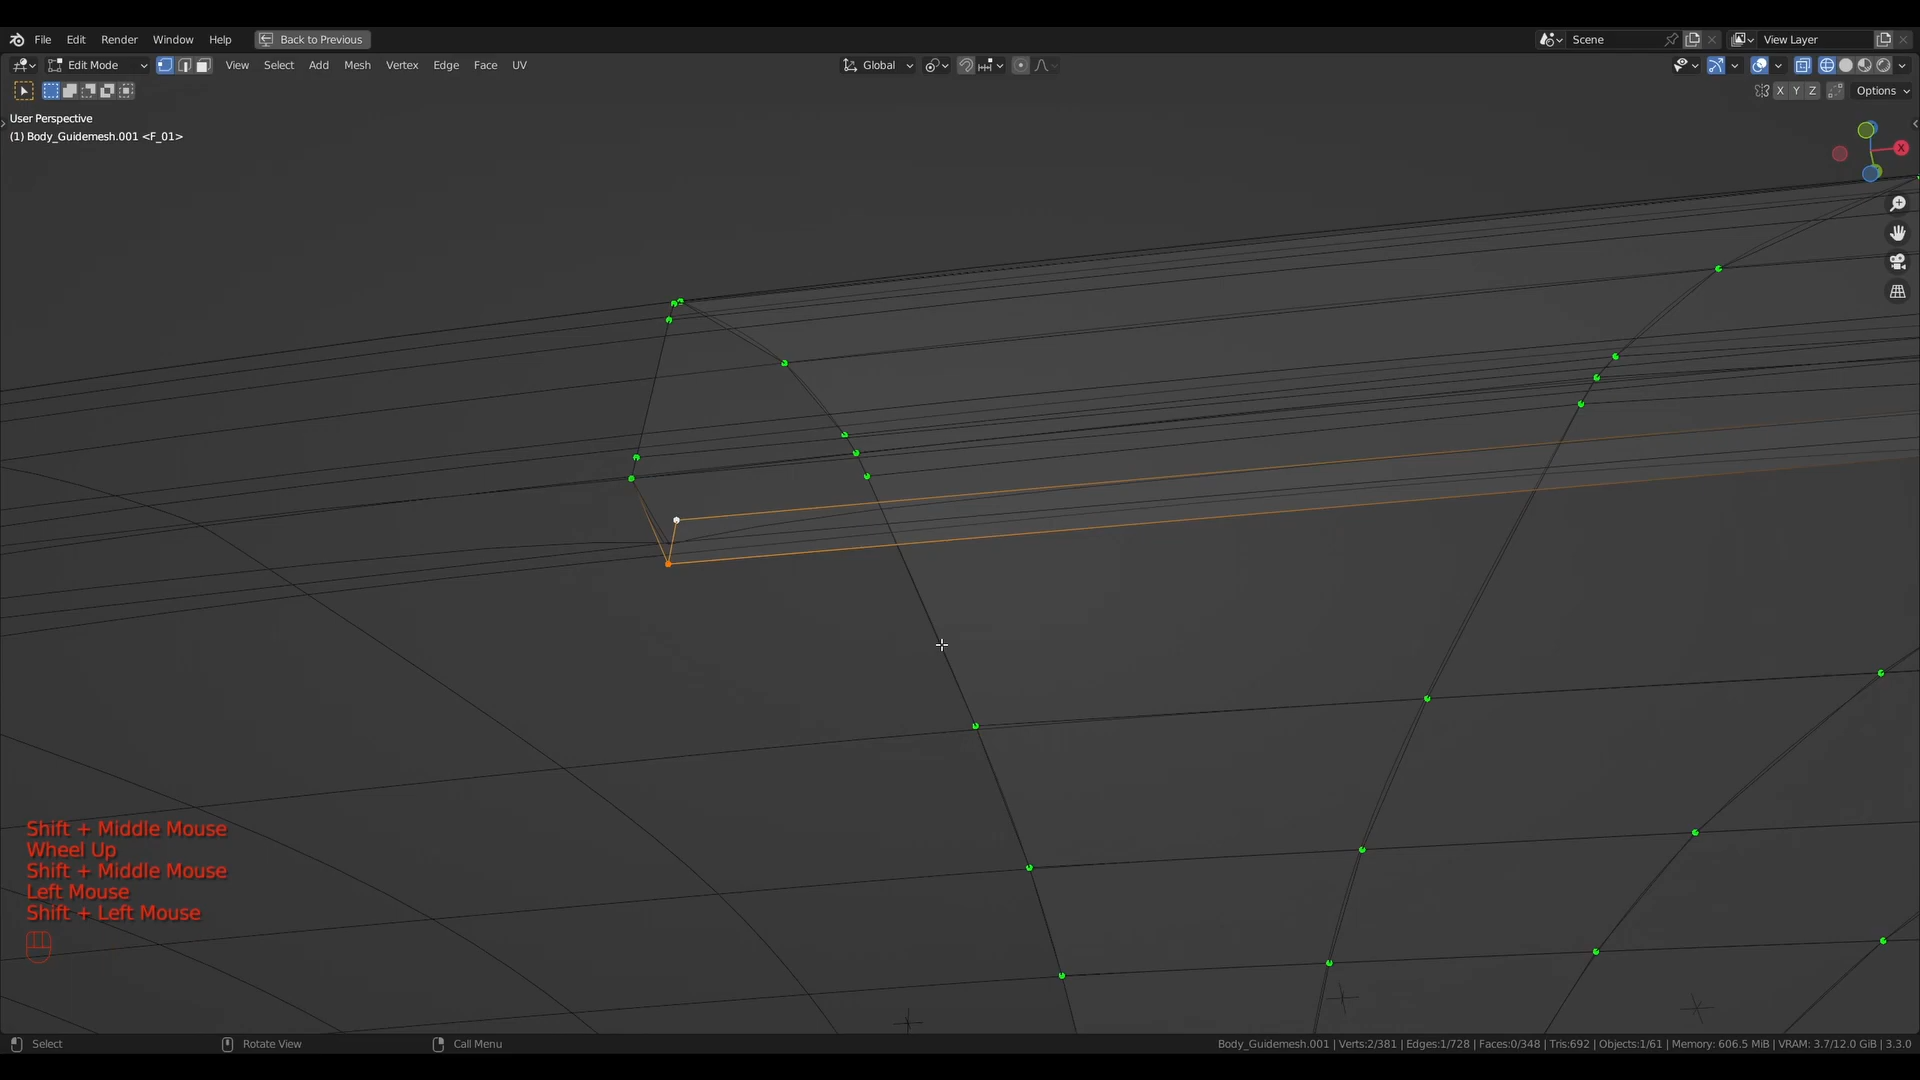 File Edit Render Window Help Back to Previous Scene View Layer
Edit Mode View Select Add Mesh Vertex Edge Face UV Global
X Y Z Options
User Perspective
(1) Body_Guidemesh.001 <F_01>
X
Shift + Middle Mouse
Wheel Up
Shift + Middle Mouse
Left Mouse
Shift + Left Mouse
Select Rotate View Call Menu Body_Guidemesh.001 | Verts:2/381 | Edges:1/728 | Faces:0/348 | Tris:692 | Objects:1/61 | Memory: 606.5 MiB | VRAM: 3.7/12.0 GiB | 3.3.0